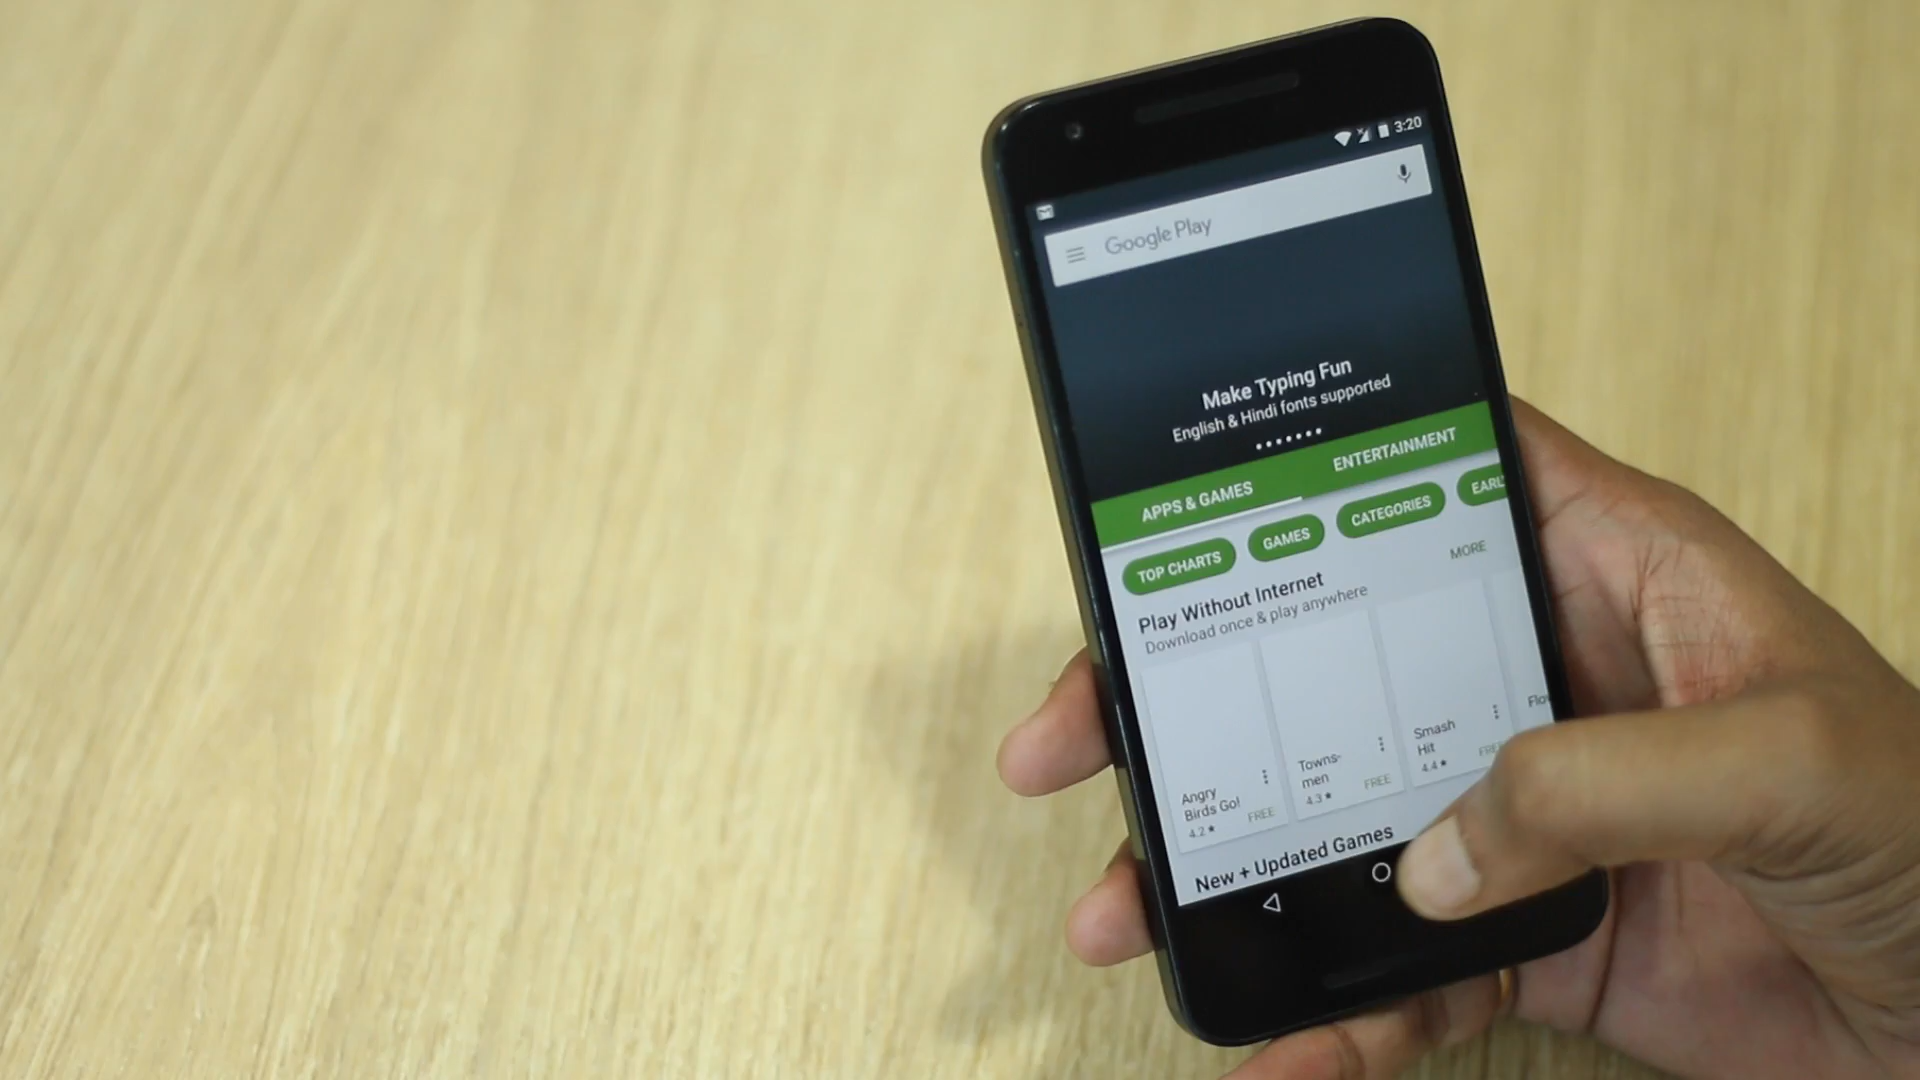 3:20
Google Play
Make Typing Fun
English & Hindi fonts supported
APPS & GAMES
ENTERTAINMENT
TOP CHARTS
GAMES
CATEGORIES
Play Without Internet
MORE
Download once & play anywhere
Angry
Birds Go!
4.2★
FREE
Towns-
men
4.3★
FREE
Smash
Hit
4.4★
FREE
New + Updated Games